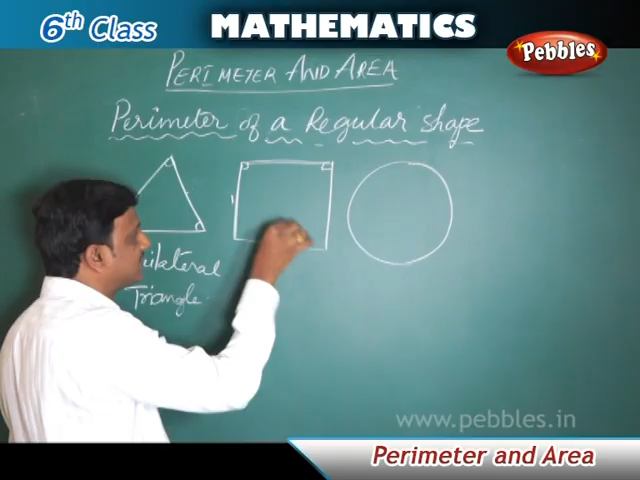 6th Class
MATHEMATICS
Pebbles
PERIMETER AND AREA
Perimeter of a Regular shape
Triangle
www.pebbles.in
Perimeter and Area